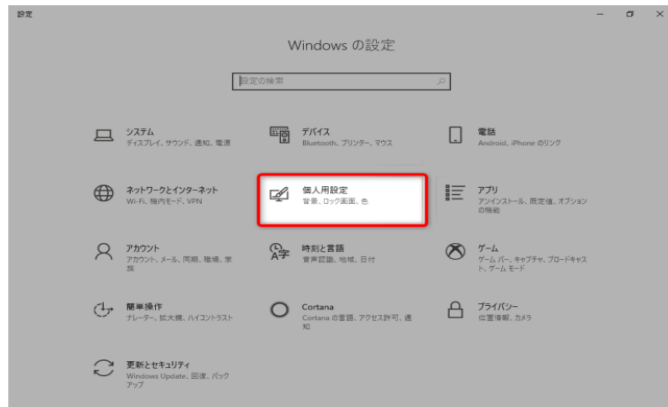 設定
Windows の設定
設定の検索
システム
ディスプレイ、サウンド、通知、電源
デバイス
Bluetooth、プリンター、マウス
電話
Android、iPhone のリンク
ネットワークとインターネット
Wi-Fi、機内モード、VPN
個人用設定
背景、ロック画面、色
アプリ
アンインストール、既定値、オプション
の機能
アカウント
アカウント、メール、同期、職場、家
族
時刻と言語
音声認識、地域、日付
ゲーム
ゲーム バー、キャプチャ、ブロードキャス
ト、ゲーム モード
簡単操作
ナレーター、拡大鏡、ハイコントラスト
Cortana
Cortana の言語、アクセス許可、通
知
プライバシー
位置情報、カメラ
更新とセキュリティ
Windows Update、回復、バック
アップ